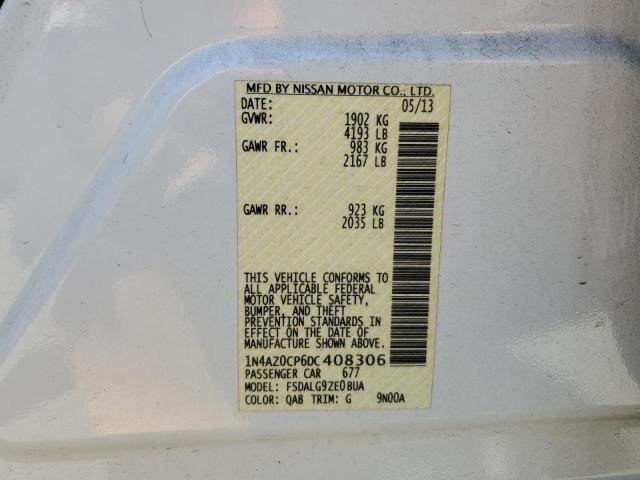 MFD BY NISSAN MOTOR CO., LTD.
DATE: 05/13
GVWR: 1902 KG
4193 LB
GAWR FR.: 983 KG
2167 LB
GAWR RR.: 923 KG
2035 LB
THIS VEHICLE CONFORMS TO
ALL APPLICABLE FEDERAL
MOTOR VEHICLE SAFETY,
BUMPER, AND THEFT
PREVENTION STANDARDS IN
EFFECT ON THE DATE OF
MANUFACTURE SHOWN ABOVE.
1N4AZ0CP6DC408306
PASSENGER CAR 677
MODEL: FSDALG9ZE0BUA
COLOR: QAB TRIM: G 9N00A